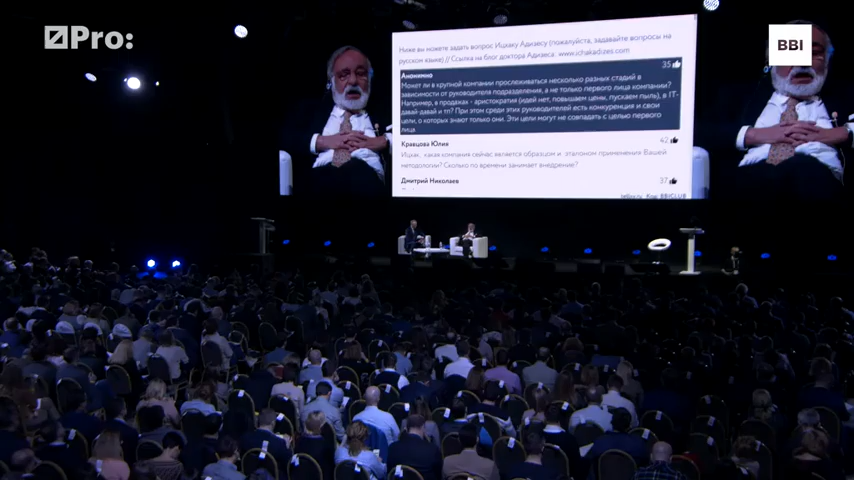 Pro:
BBI
Ниже вы можете задать вопрос Ицхаку Адизесу (пожалуйста, задавайте вопросы на
русском языке) // Ссылка на блог доктора Адизеса: www.ichakadizes.com
Анонимно
35
Может ли в крупной компании прослеживаться несколько разных стадий в
зависимости от руководителя подразделения, а не только первого лица компании?
Например, в продажах - аристократия (идей нет, повышаем цены, пускаем пыль), в IT-
давай-давай и тп? При этом среди этих руководителей есть конкуренция и свои
цели, о которых знают только они. Эти цели могут не совпадать с целью первого
лица.
Кравцова Юлия
42
Ицхак, какая компания сейчас является образцом и эталоном применения Вашей
методологии? Сколько по времени занимает внедрение?
Дмитрий Николаев
37
Код: BBICLUB